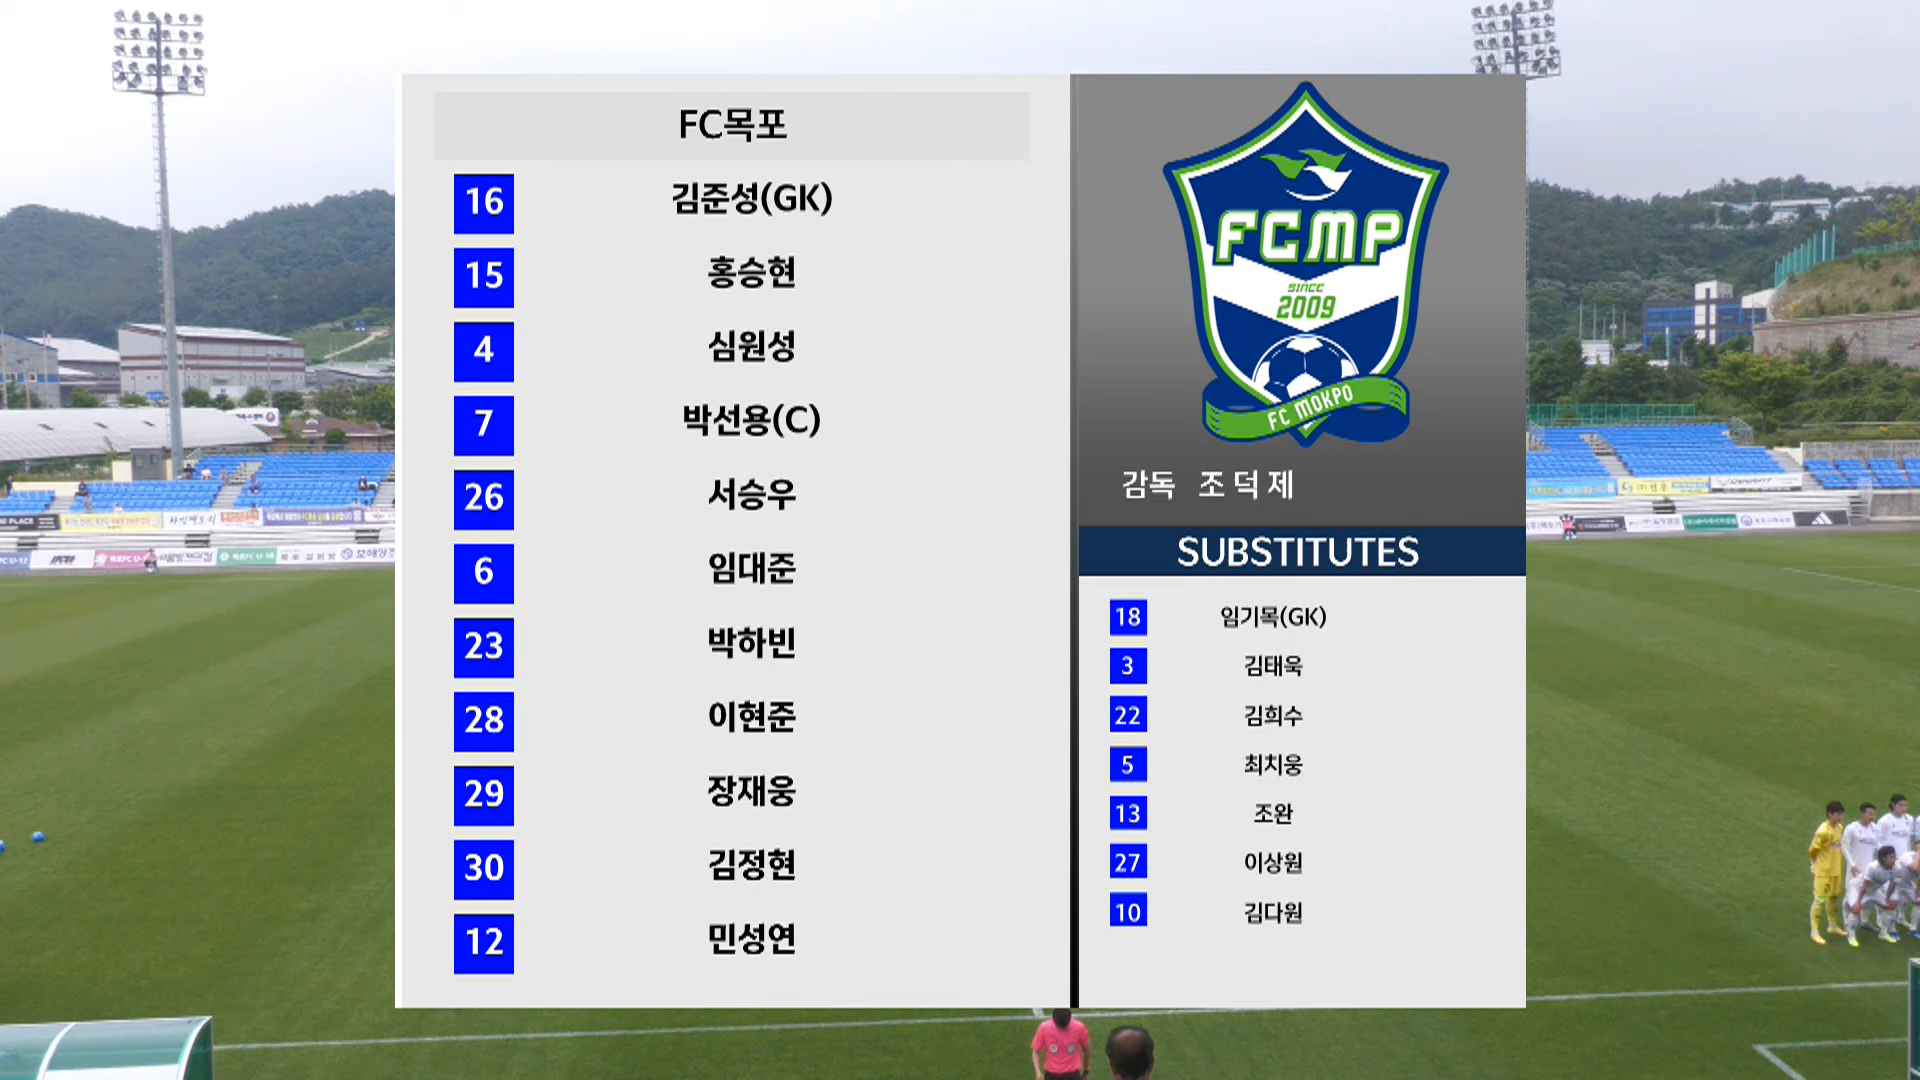 FC목포
16 김준성(GK)
15 홍승현
4 심원성
7 박선용(C)
26 서승우
6 임대준
23 박하빈
28 이현준
29 장재웅
30 김정현
12 민성연
FCMP
SINCE
2009
FC MOKPO
감독 조덕제
SUBSTITUTES
18 임기목(GK)
3 김태욱
22 김희수
5 최치웅
13 조완
27 이상원
10 김다원